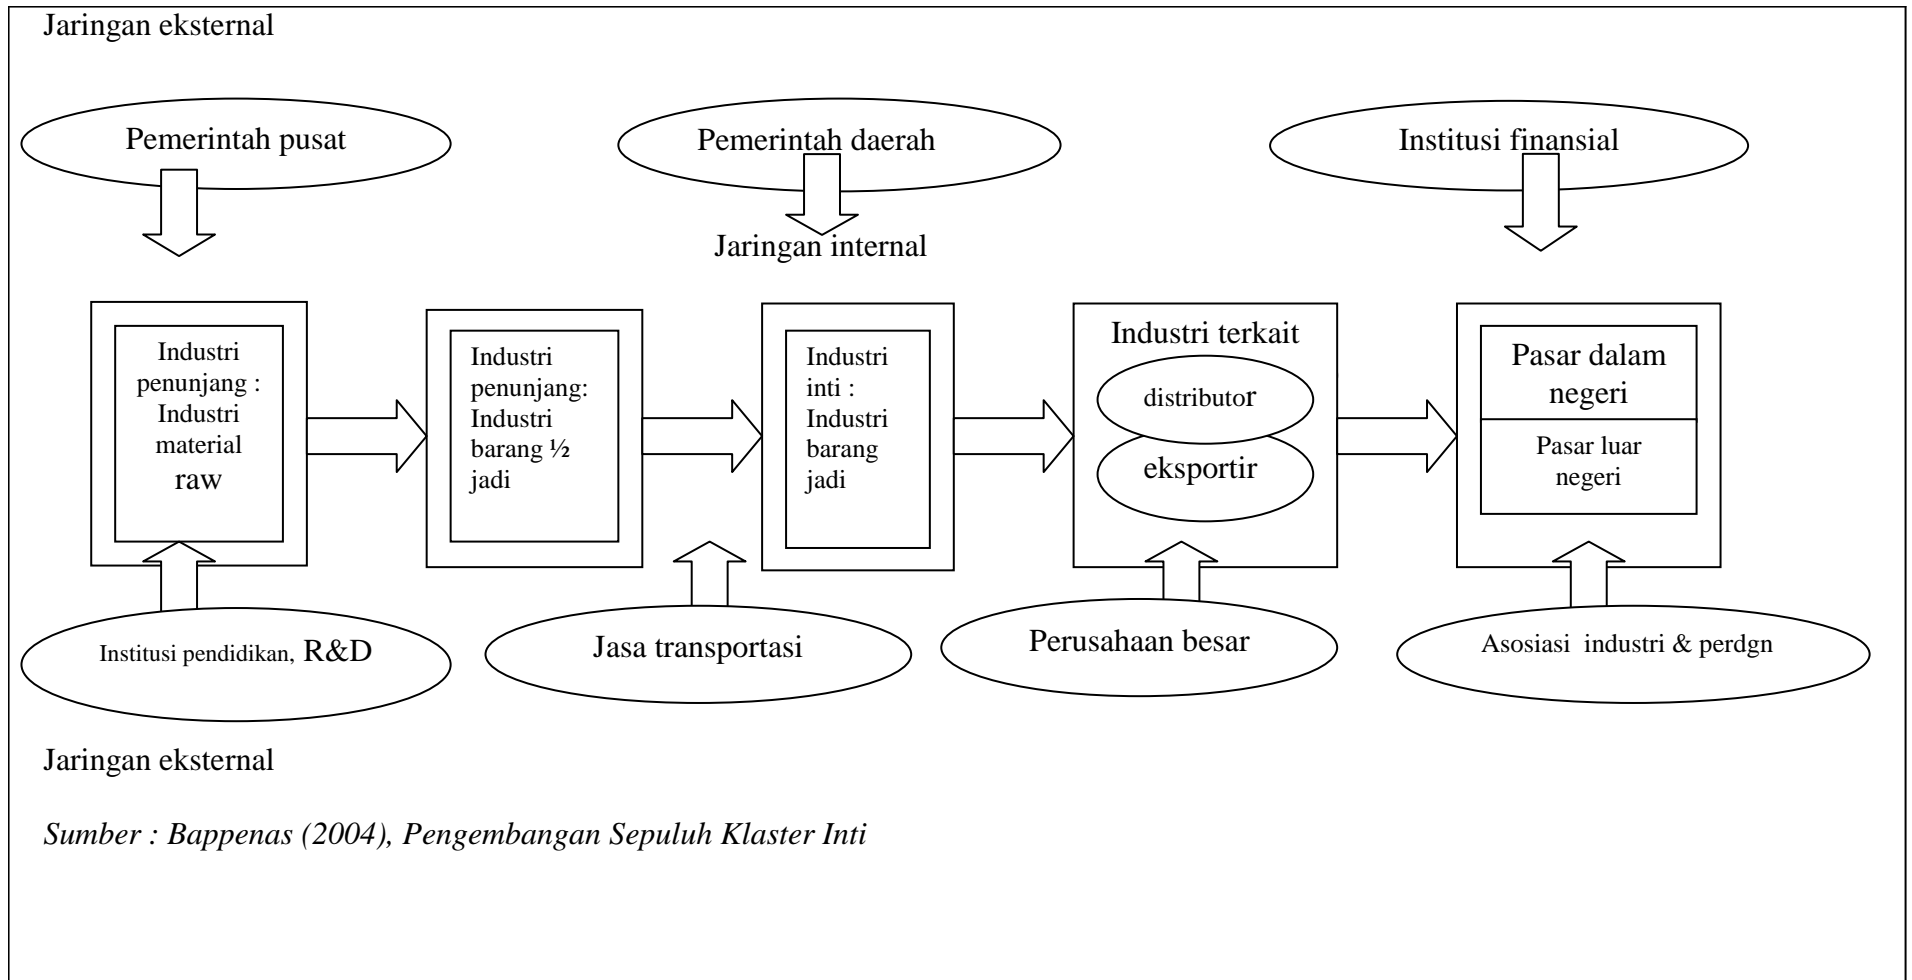 Jaringan eksternal
Pemerintah pusat
Pemerintah daerah
Institusi finansial
Jaringan internal
Industri
penunjang :
Industri
material
raw
Industri
penunjang:
Industri
barang ½
jadi
Industri
inti :
Industri
barang
jadi
Industri terkait
distributor
eksportir
Pasar dalam
negeri
Pasar luar
negeri
Institusi pendidikan, R&D
Jasa transportasi
Perusahaan besar
Asosiasi industri & perdgn
Jaringan eksternal
Sumber : Bappenas (2004), Pengembangan Sepuluh Klaster Inti